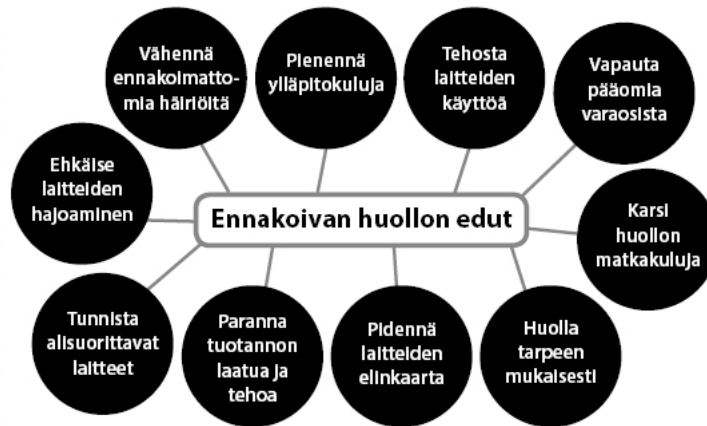 Vähennä
ennakoimatto-
mia häiriöitä
Pienennä
ylläpitokuluja
Tehosta
laitteiden
käyttöä
Vapauta
pääomia
varaosista
Ehkäise
laitteiden
hajoaminen
Ennakoivan huollon edut
Karsi
huollon
matkakuluja
Tunnista
alisuorittavat
laitteet
Paranna
tuotannon
laatua ja
tehoa
Pidennä
laitteiden
elinkaarta
Huolla
tarpeen
mukaisesti